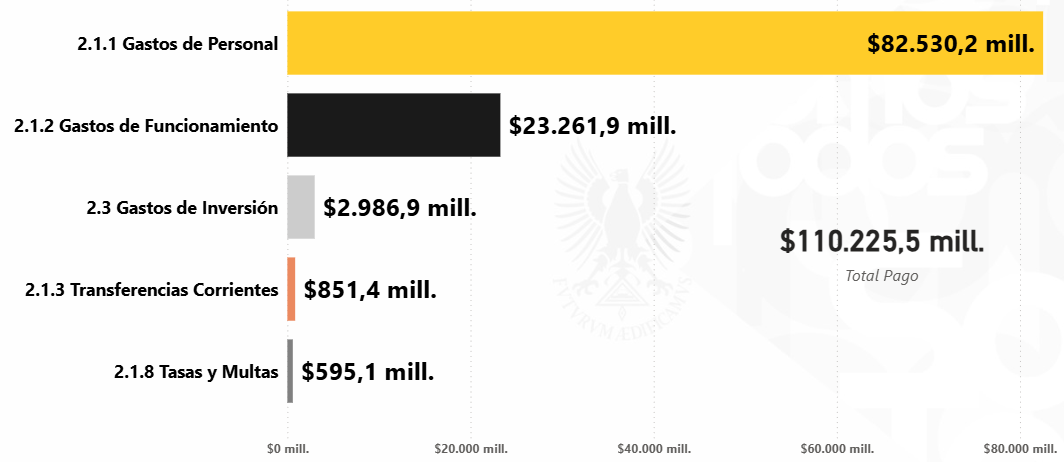 2.1.1 Gastos de Personal $82.530,2 mill.
2.1.2 Gastos de Funcionamiento $23.261,9 mill.
2.3 Gastos de Inversión $2.986,9 mill.
$110.225,5 mill.
Total Pago
2.1.3 Transferencias Corrientes $851,4 mill.
2.1.8 Tasas y Multas $595,1 mill.
$0 mill. $20.000 mill. $40.000 mill. $60.000 mill. $80.000 mill.